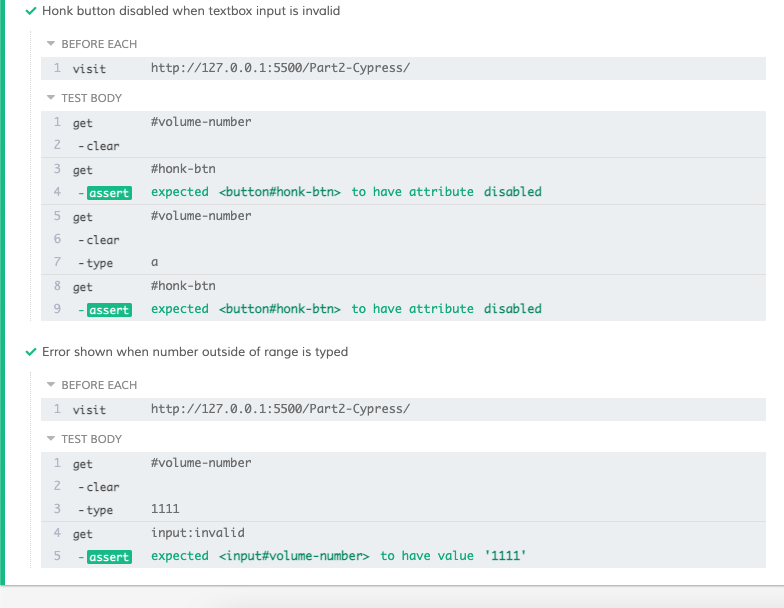 Honk button disabled when textbox input is invalid
BEFORE EACH
1 visit http://127.0.0.1:5500/Part2-Cypress/
TEST BODY
1 get #volume-number
2 -clear
3 get #honk-btn
4 -assert expected <button#honk-btn> to have attribute disabled
5 get #volume-number
6 -clear
7 -type a
8 get #honk-btn
9 -assert expected <button#honk-btn> to have attribute disabled
Error shown when number outside of range is typed
BEFORE EACH
1 visit http://127.0.0.1:5500/Part2-Cypress/
TEST BODY
1 get #volume-number
2 -clear
3 -type 1111
4 get input:invalid
5 -assert expected <input#volume-number> to have value '1111'